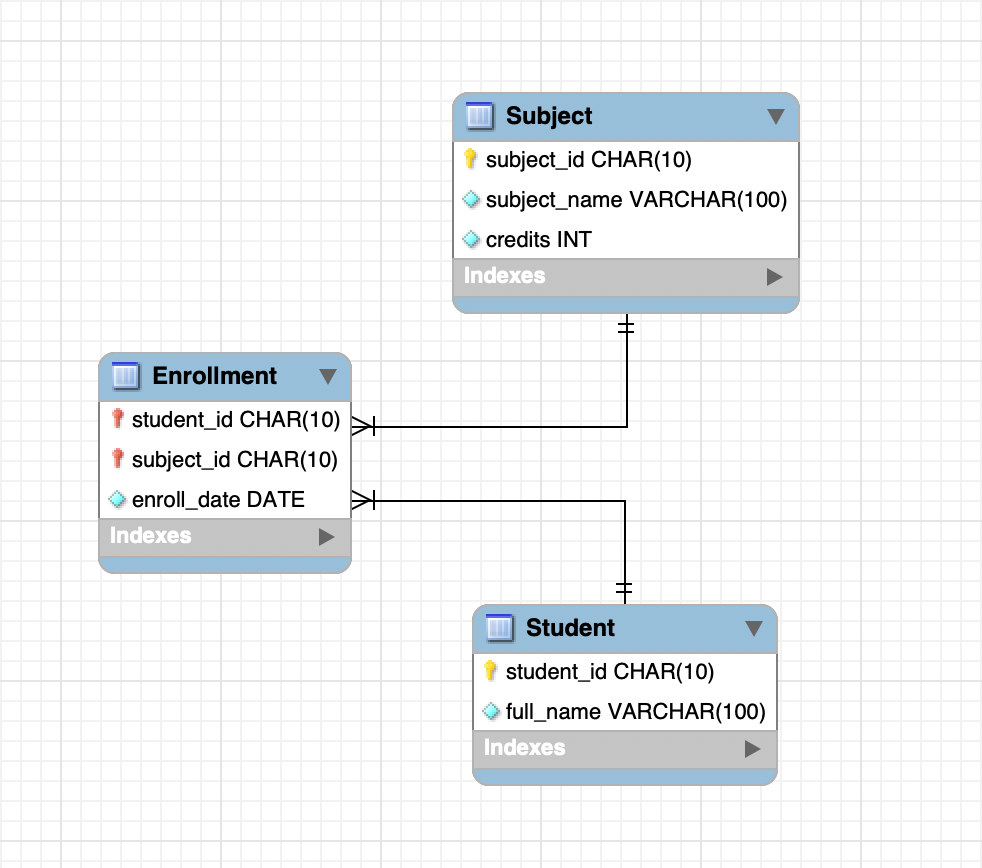 Subject
subject_id CHAR(10)
subject_name VARCHAR(100)
credits INT
Indexes
Enrollment
student_id CHAR(10)
subject_id CHAR(10)
enroll_date DATE
Indexes
Student
student_id CHAR(10)
full_name VARCHAR(100)
Indexes